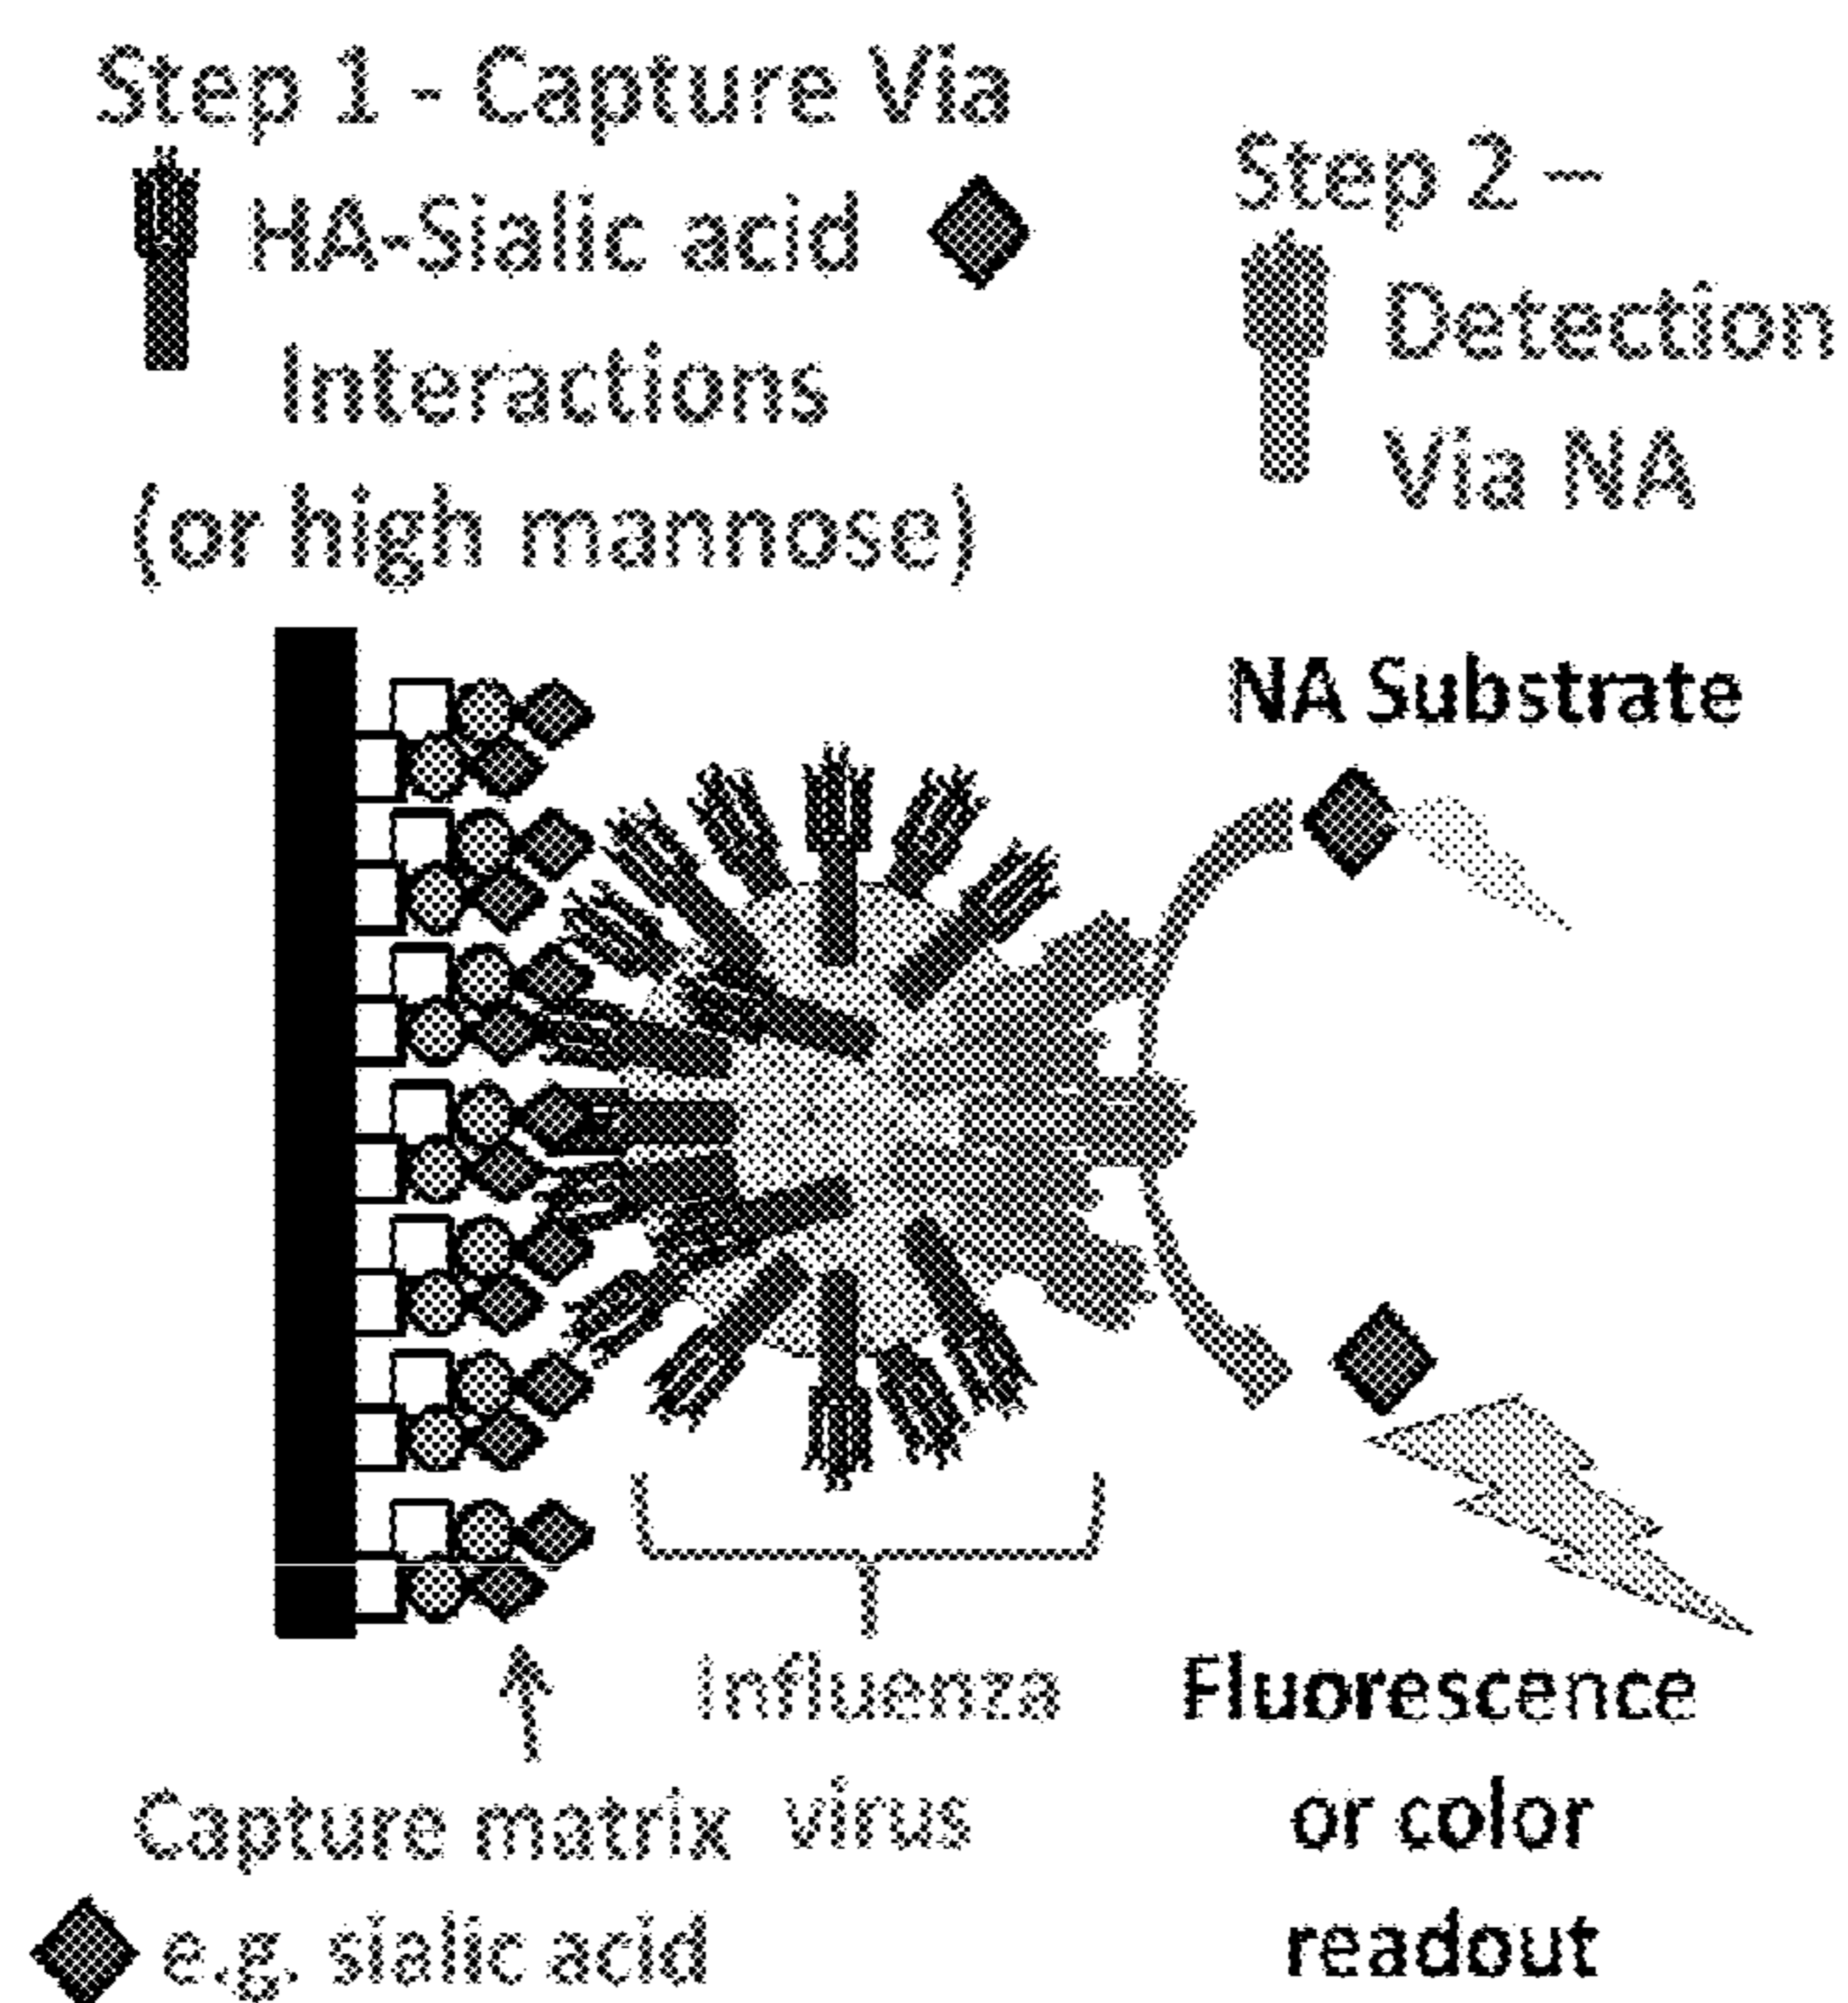 Step 1 - Capture Via
HA-Sialic acid
Interactions
(or high mannose)
Step 2 –
Detection
Via NA
NA Substrate
Influenza
virus
Capture matrix
e.g. sialic acid
Fluorescence
or color
readout